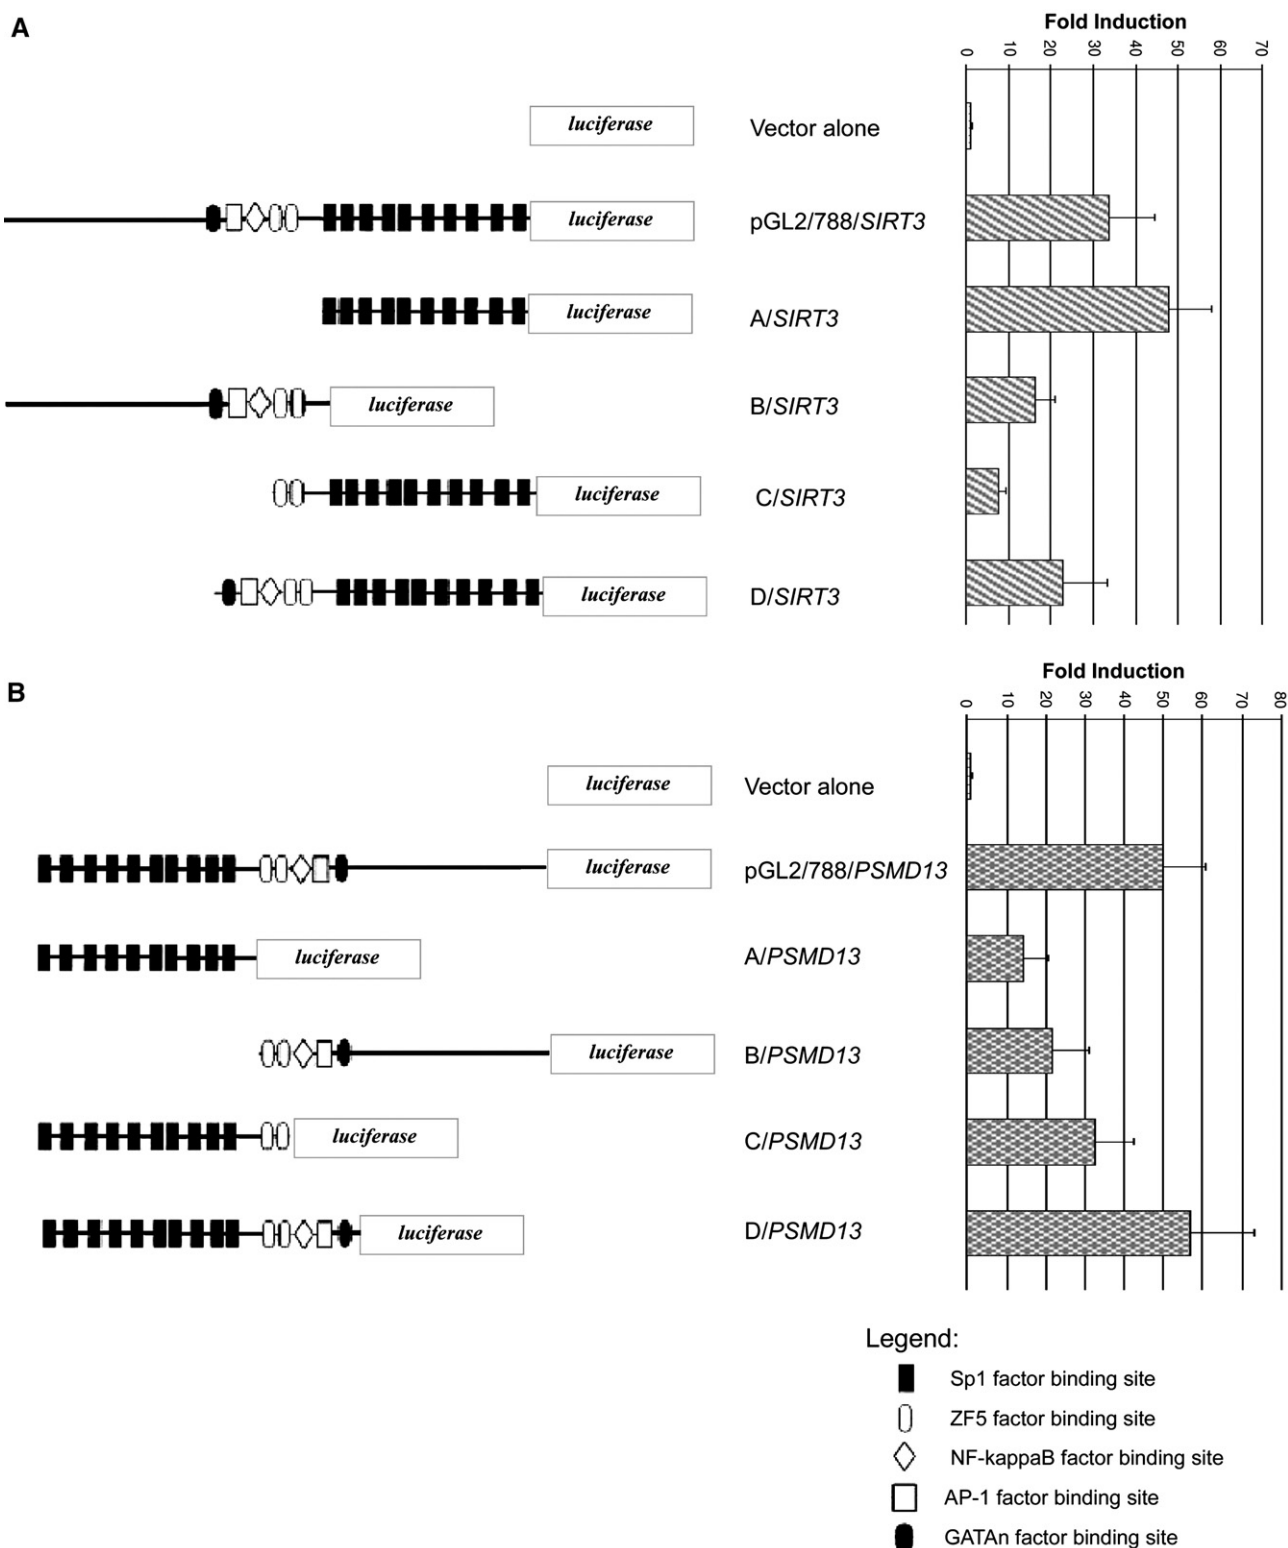 A
Fold Induction
0 10 20 30 40 50 60 70
luciferase Vector alone
luciferase pGL2/788/SIRT3
luciferase A/SIRT3
luciferase B/SIRT3
luciferase C/SIRT3
luciferase D/SIRT3
B
Fold Induction
0 10 20 30 40 50 60 70 80
luciferase Vector alone
luciferase pGL2/788/PSMD13
luciferase A/PSMD13
luciferase B/PSMD13
luciferase C/PSMD13
luciferase D/PSMD13
Legend:
Sp1 factor binding site
ZF5 factor binding site
NF-kappaB factor binding site
AP-1 factor binding site
GATAn factor binding site